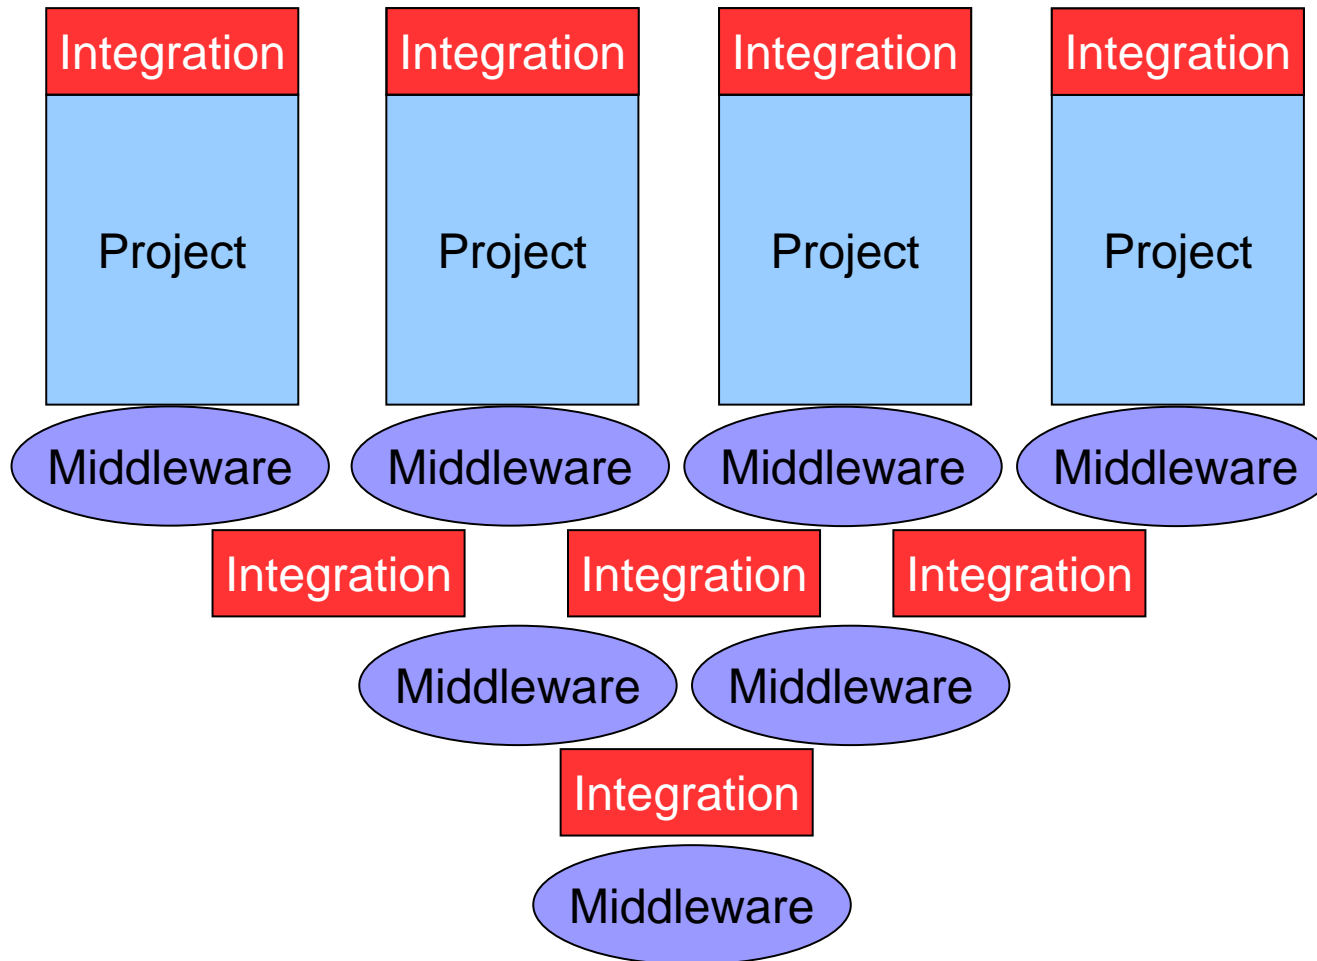 Integration Integration Integration Integration
Project Project Project Project
Middleware Middleware Middleware Middleware
Integration Integration Integration
Middleware Middleware
Integration
Middleware